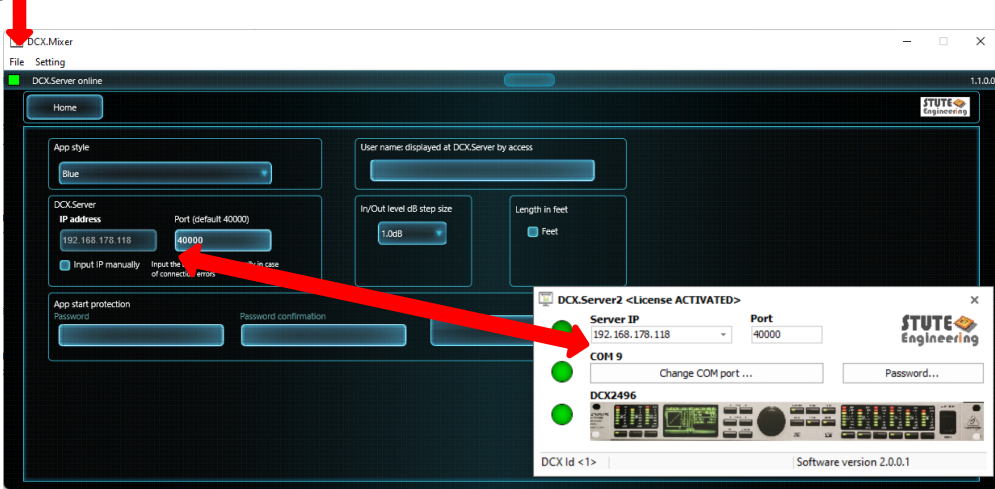 DCX.Mixer
File Setting
DCX.Server online
1.1.0.0
Home
STUTE
Engineering
App style
Blue
User name: displayed at DCX.Server by access
DCX.Server
IP address Port (default 40000)
192.168.178.118 40000
Input IP manually
Input the
in case
of connection errors
In/Out level dB step size
1.0dB
Length in feet
Feet
App start protection
Password Password confirmation
DCX.Server2 <License ACTIVATED>
Server IP Port
192.168.178.118 40000
STUTE
Engineering
COM 9
Change COM port ... Password...
DCX2496
DCX Id <1> Software version 2.0.0.1